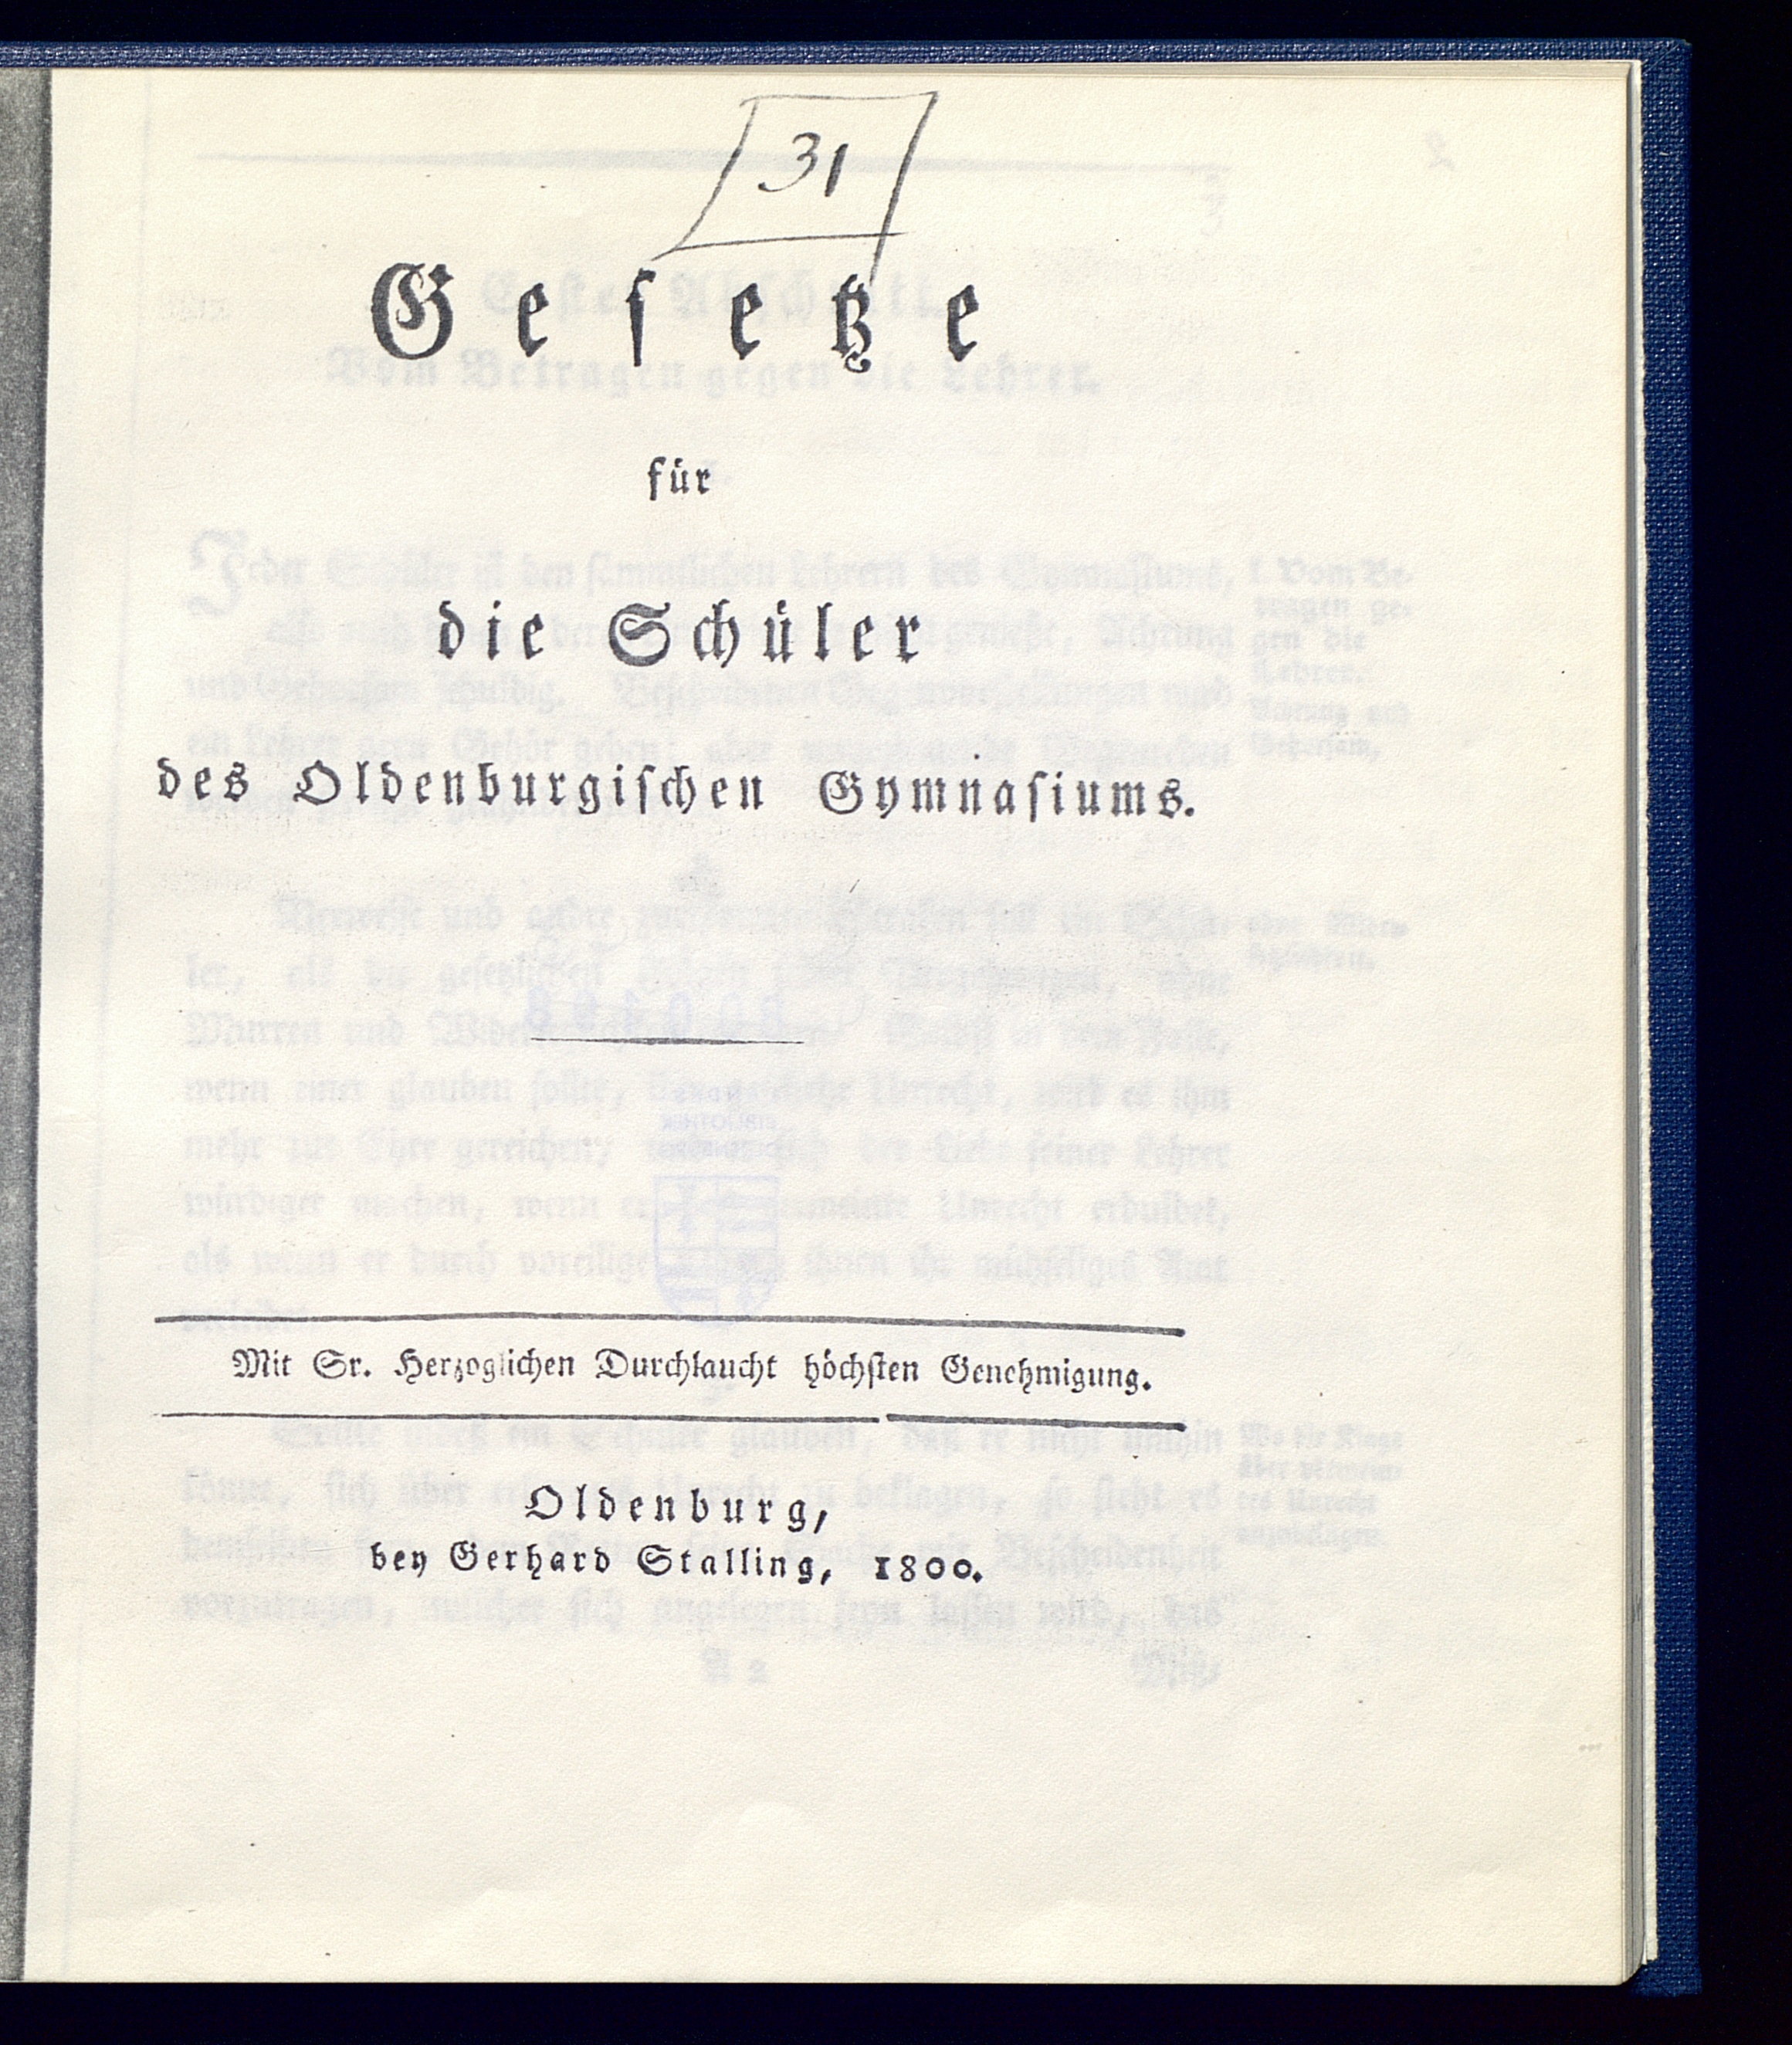 31
Geſetze
für
die Schüler
des Oldenburgiſchen Gymnaſiums.
Mit Sr. Herzoglichen Durchlaucht höchſten Genehmigung.
Oldenburg,
bey Gerhard Stalling, 1800.